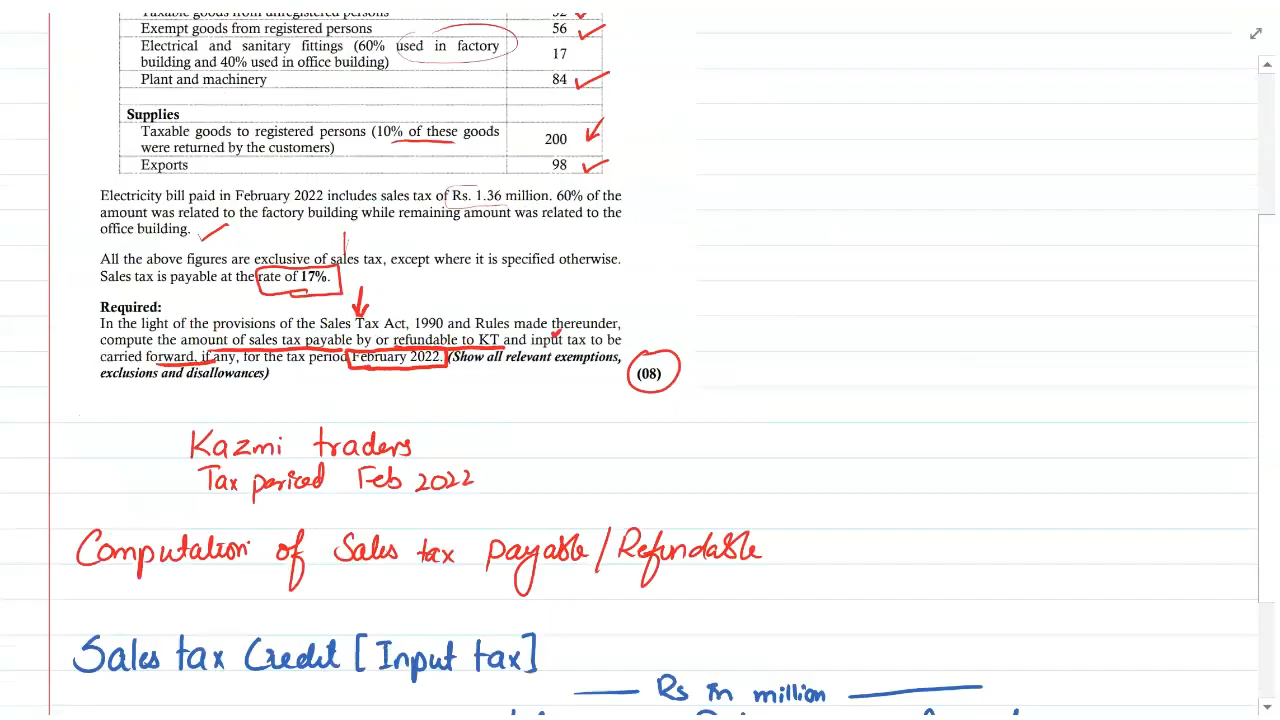 Taxable goods from unregistered persons 52
Exempt goods from registered persons 56
Electrical and sanitary fittings (60% used in factory
building and 40% used in office building) 17
Plant and machinery 84
Supplies
Taxable goods to registered persons (10% of these goods
were returned by the customers) 200
Exports 98
Electricity bill paid in February 2022 includes sales tax of Rs. 1.36 million. 60% of the
amount was related to the factory building while remaining amount was related to the
office building.
All the above figures are exclusive of sales tax, except where it is specified otherwise.
Sales tax is payable at the rate of 17%.
Required:
In the light of the provisions of the Sales Tax Act, 1990 and Rules made thereunder,
compute the amount of sales tax payable by or refundable to KT and input tax to be
carried forward, if any, for the tax period February 2022. (Show all relevant exemptions,
exclusions and disallowances) (08)
Kazmi traders
Tax period Feb 2022
Computation of Sales tax Payable/Refundable
Sales tax Credit [Input tax]
Rs in million